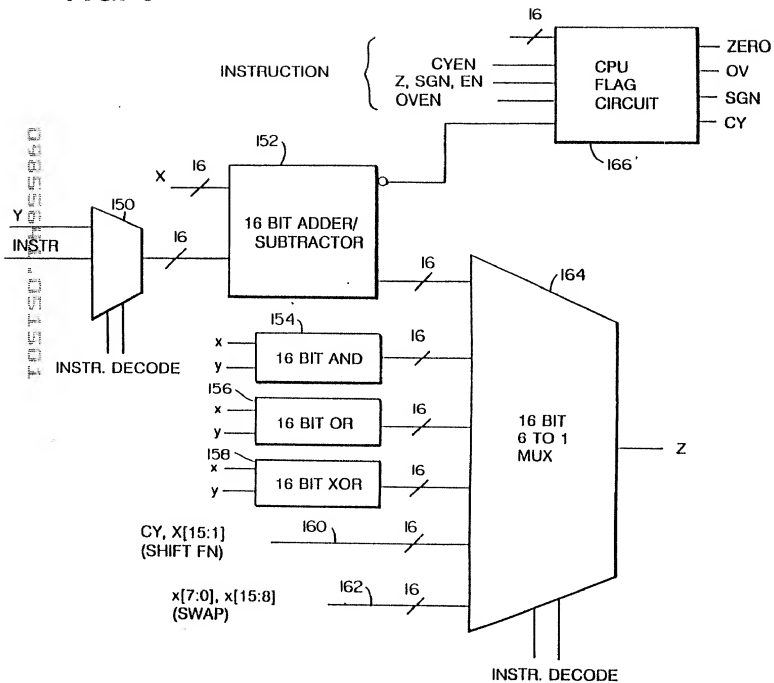 16
INSTRUCTION
CYEN
Z, SGN, EN
OVEN
CPU
FLAG
CIRCUIT
ZERO
OV
SGN
CY
166'
152
X
16
16 BIT ADDER/
SUBTRACTOR
150
Y
INSTR
16
INSTR. DECODE
16
164
154
x
y
16 BIT AND
16
156
x
y
16 BIT OR
16
158
x
y
16 BIT XOR
16
16 BIT
6 TO 1
MUX
Z
CY, X[15:1]
(SHIFT FN)
160
16
x[7:0], x[15:8]
(SWAP)
162
16
INSTR. DECODE